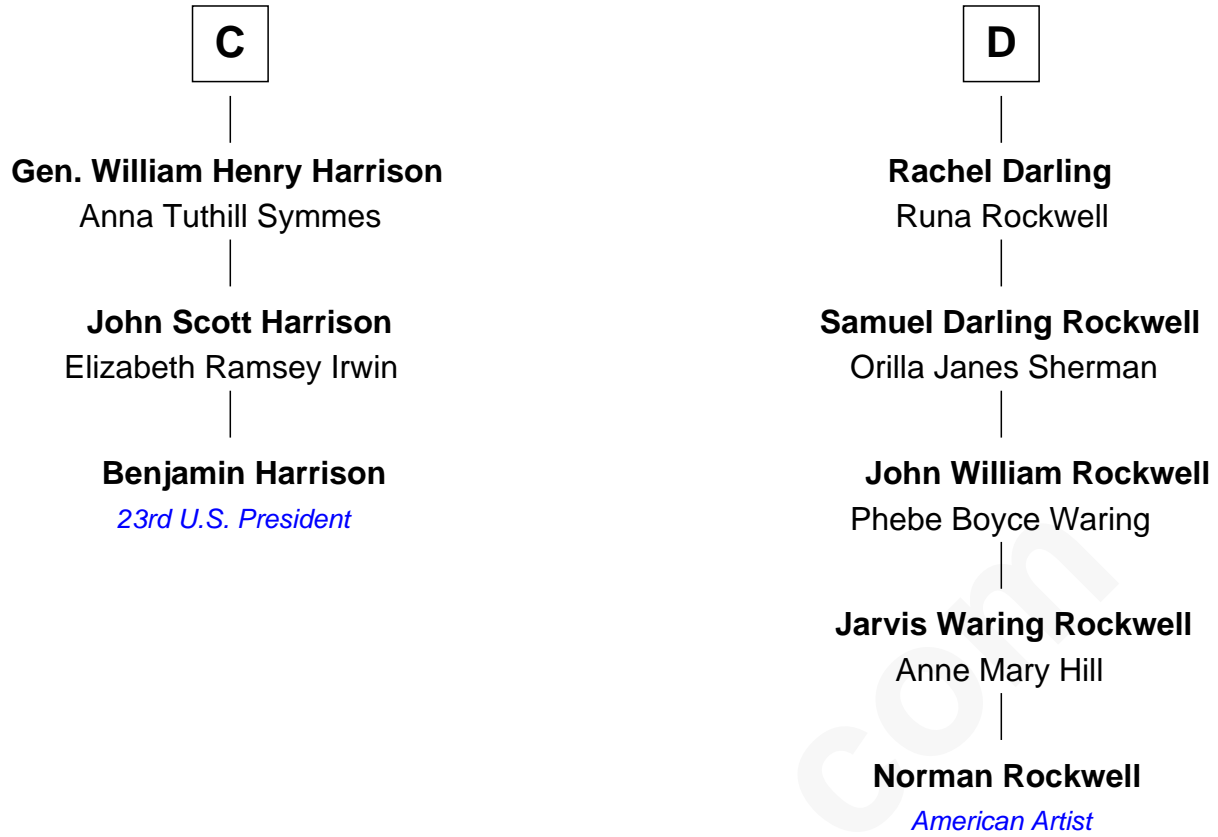 C
Gen. William Henry Harrison
Anna Tuthill Symmes
John Scott Harrison
Elizabeth Ramsey Irwin
Benjamin Harrison
23rd U.S. President
D
Rachel Darling
Runa Rockwell
Samuel Darling Rockwell
Orilla Janes Sherman
John William Rockwell
Phebe Boyce Waring
Jarvis Waring Rockwell
Anne Mary Hill
Norman Rockwell
American Artist
com